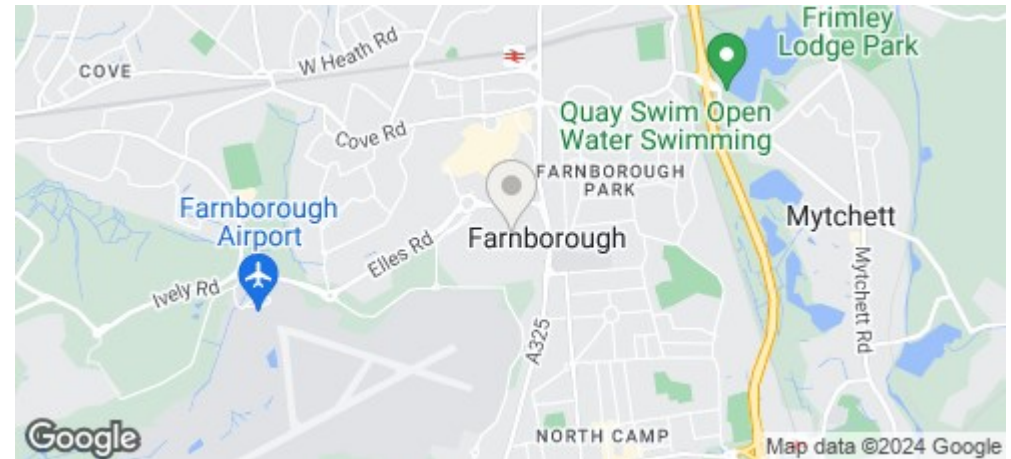 Frimley
Lodge Park
W Heath Rd
COVE
Quay Swim Open
Water Swimming
Cove Rd
FARNBOROUGH
PARK
Farnborough
Airport
Mytchett
Farnborough
Elles Rd
Ively Rd
Mytchett Rd
A325
NORTH CAMP
Google
Map data ©2024 Google